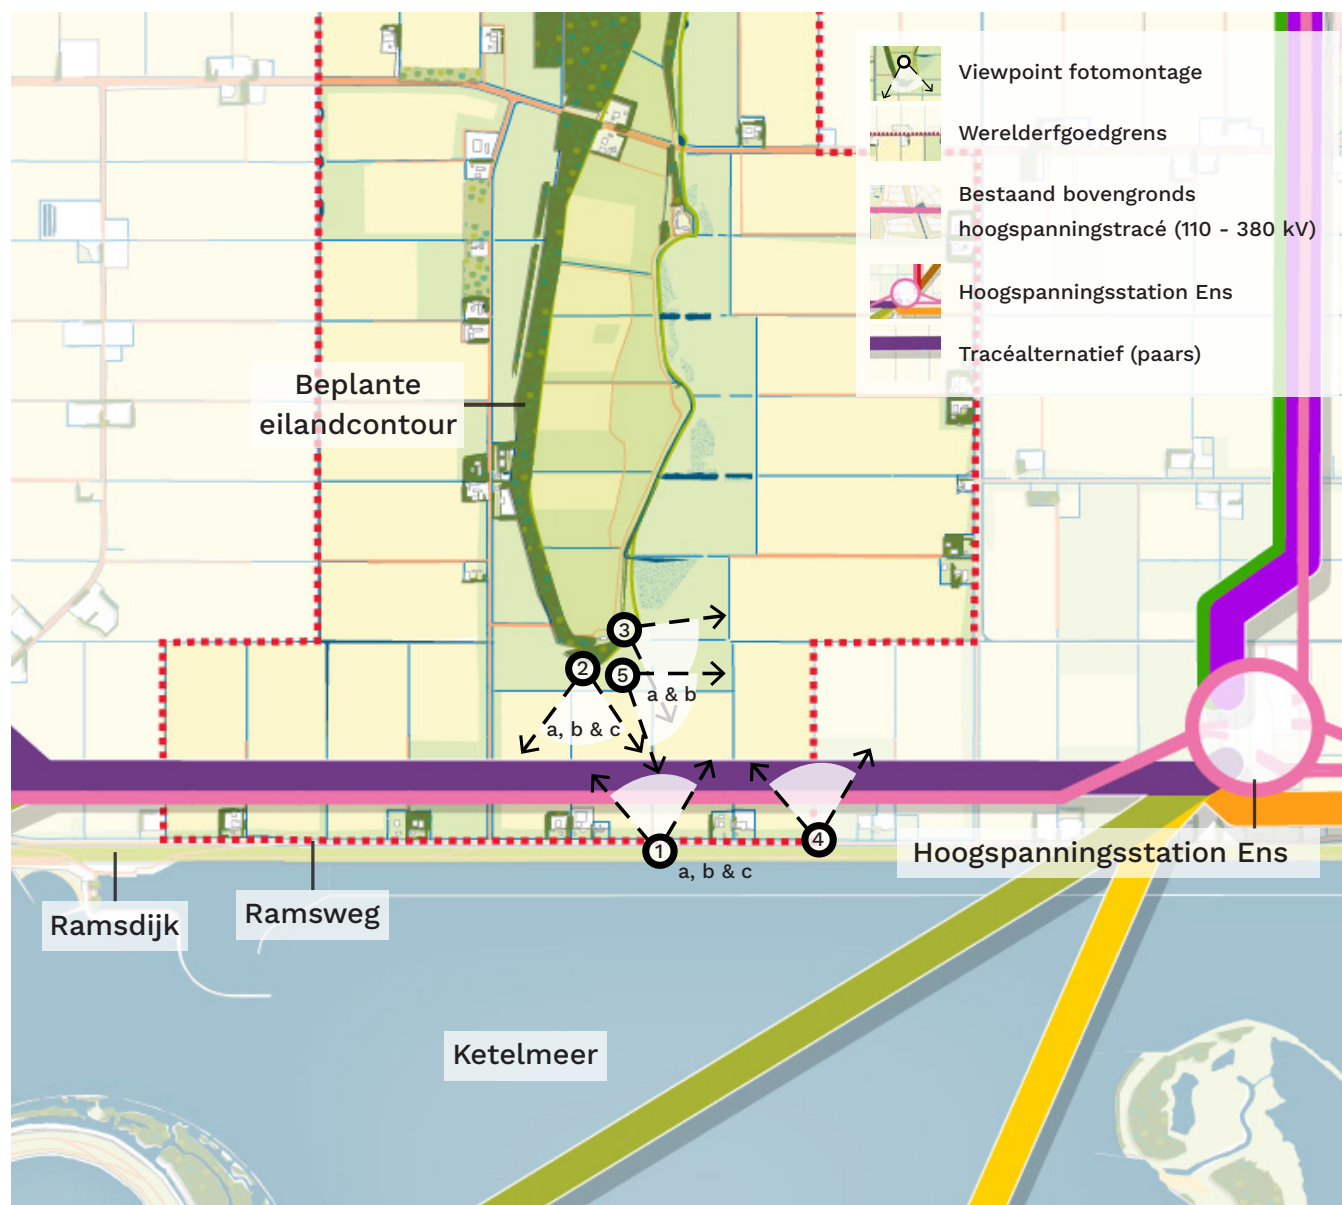 Viewpoint fotomontage
Werelderfgoedgrens
Bestaand bovengronds
hoogspanningstracé (110 - 380 kV)
Hoogspanningsstation Ens
Tracéalternatief (paars)
Beplante
eilandcontour
3
2
5
a & b
a, b & c
4
1
a, b & c
Hoogspanningsstation Ens
Ramsweg
Ramsdijk
Ketelmeer